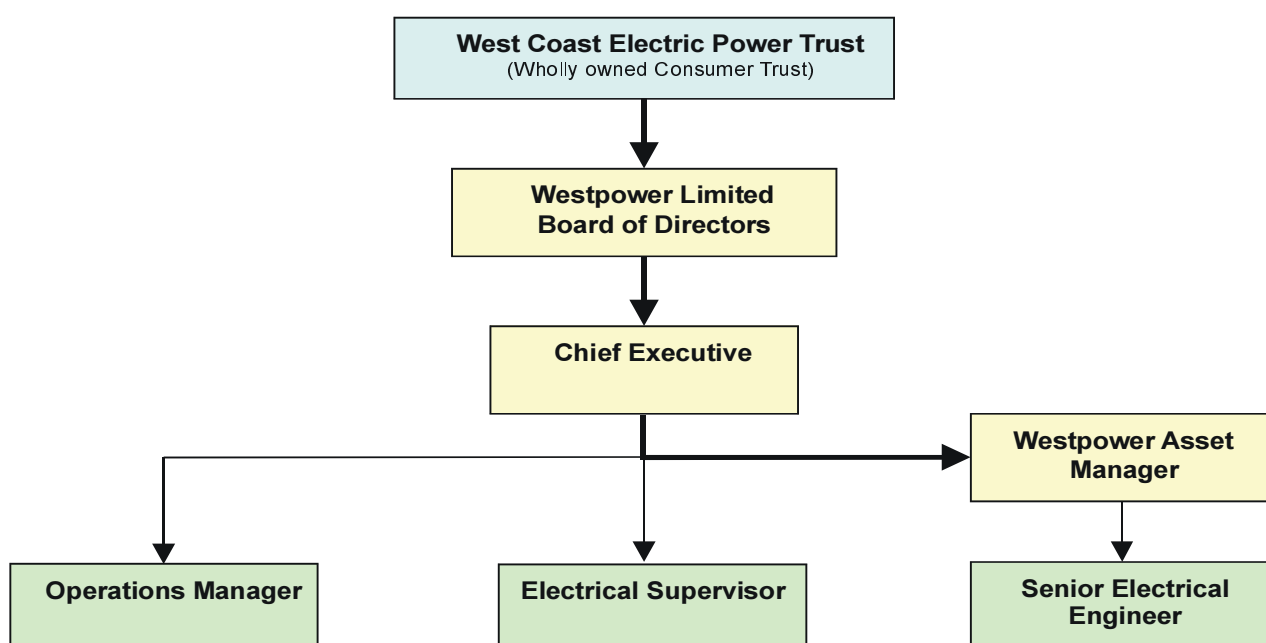 West Coast Electric Power Trust
(Wholly owned Consumer Trust)
Westpower Limited
Board of Directors
Chief Executive
Westpower Asset
Manager
Operations Manager
Electrical Supervisor
Senior Electrical
Engineer